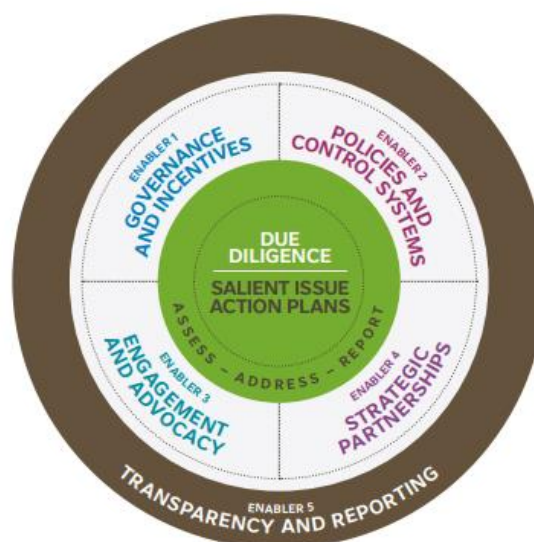 ENABLER 1
GOVERNANCE
AND INCENTIVES
ENABLER 2
POLICIES AND
CONTROL SYSTEMS
DUE
DILIGENCE
SALIENT ISSUE
ACTION PLANS
ASSESS – ADDRESS – REPORT
ENABLER 3
ENGAGEMENT
AND ADVOCACY
ENABLER 4
STRATEGIC
PARTNERSHIPS
ENABLER 5
TRANSPARENCY AND REPORTING